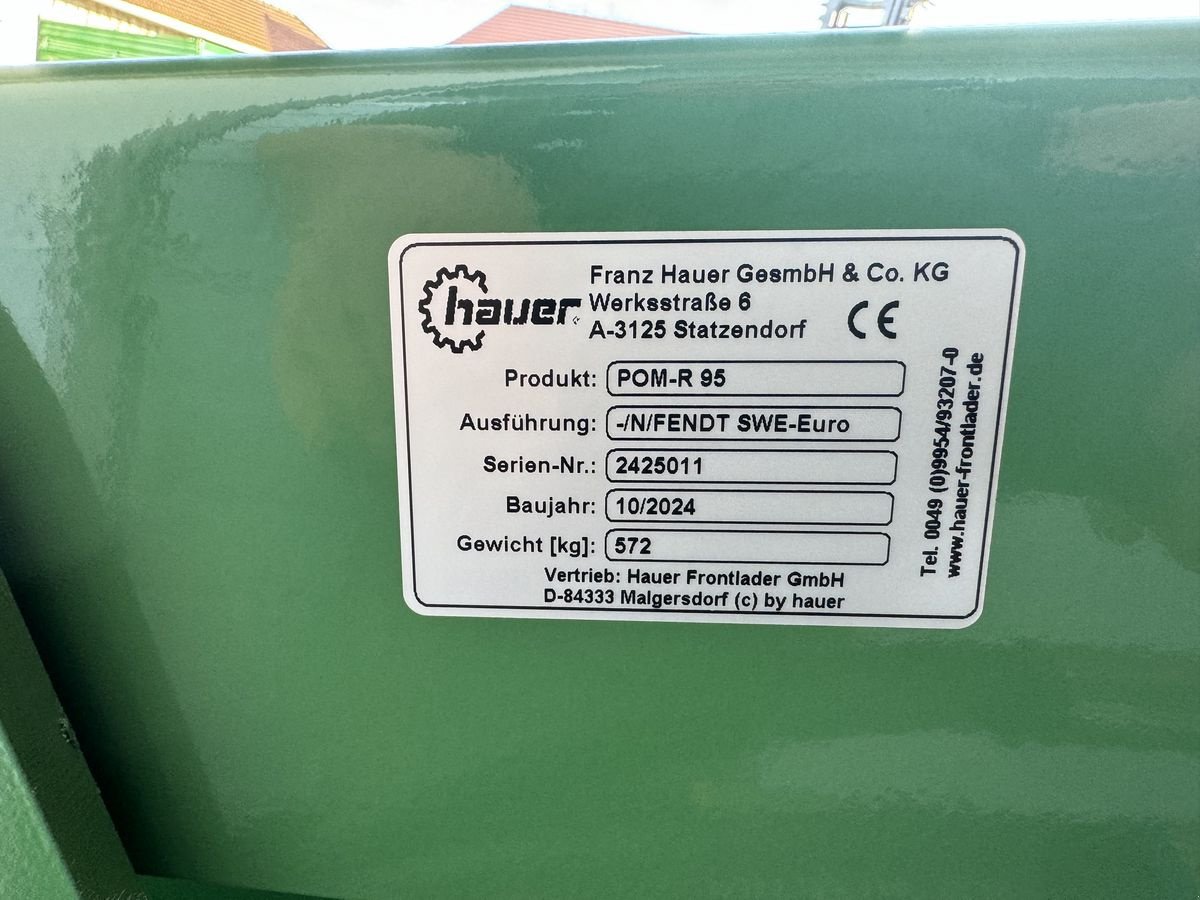 hauer
Franz Hauer GesmbH & Co. KG
Werksstraße 6
A-3125 Statzendorf
CE
Produkt: POM-R 95
Ausführung: -/N/FENDT SWE-Euro
Serien-Nr.: 2425011
Baujahr: 10/2024
Gewicht [kg]: 572
Vertrieb: Hauer Frontlader GmbH
D-84333 Malgersdorf (c) by hauer
Tel. 0049 (0)9954/93207-0
www.hauer-frontlader.de